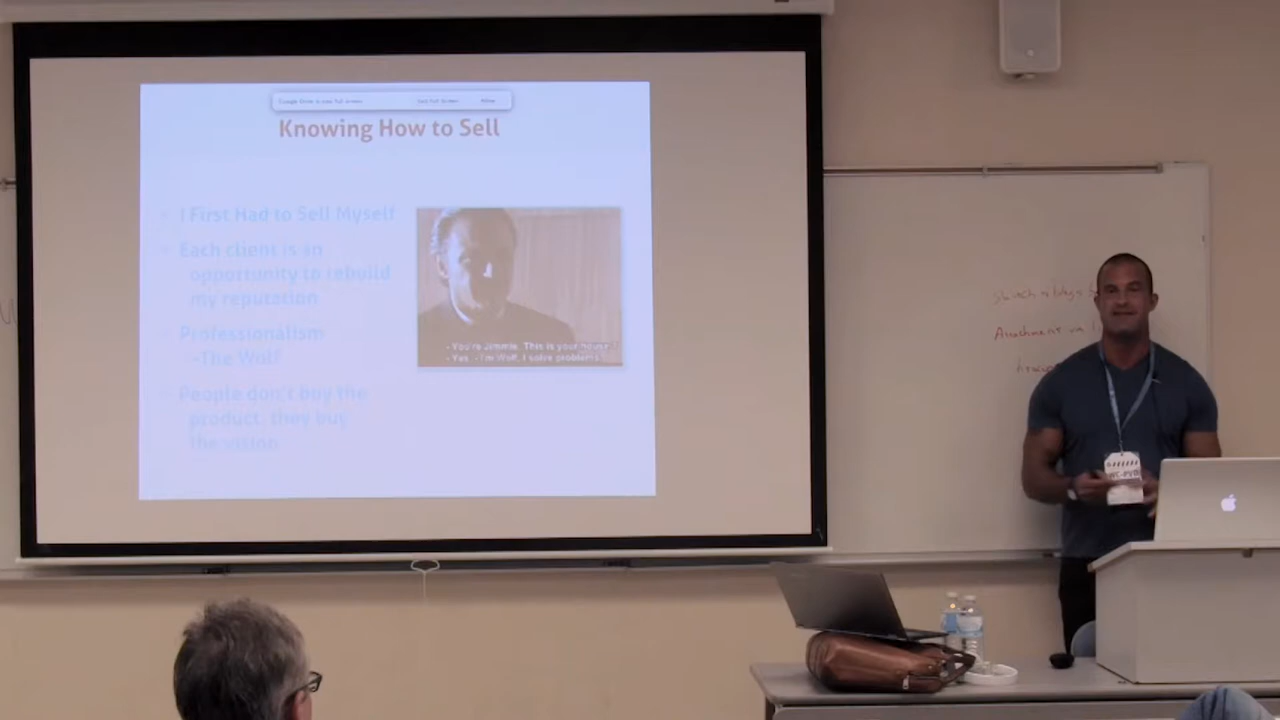 Knowing How to Sell
I First Had to Sell Myself
Each client is an
opportunity to rebuild
my reputation
Professionalism
-The Wolf
People don't buy the
product, they buy
the vision
- You're Jimmie. This is your house?
- Yes. -I'm Wolf. I solve problems.
Attachment